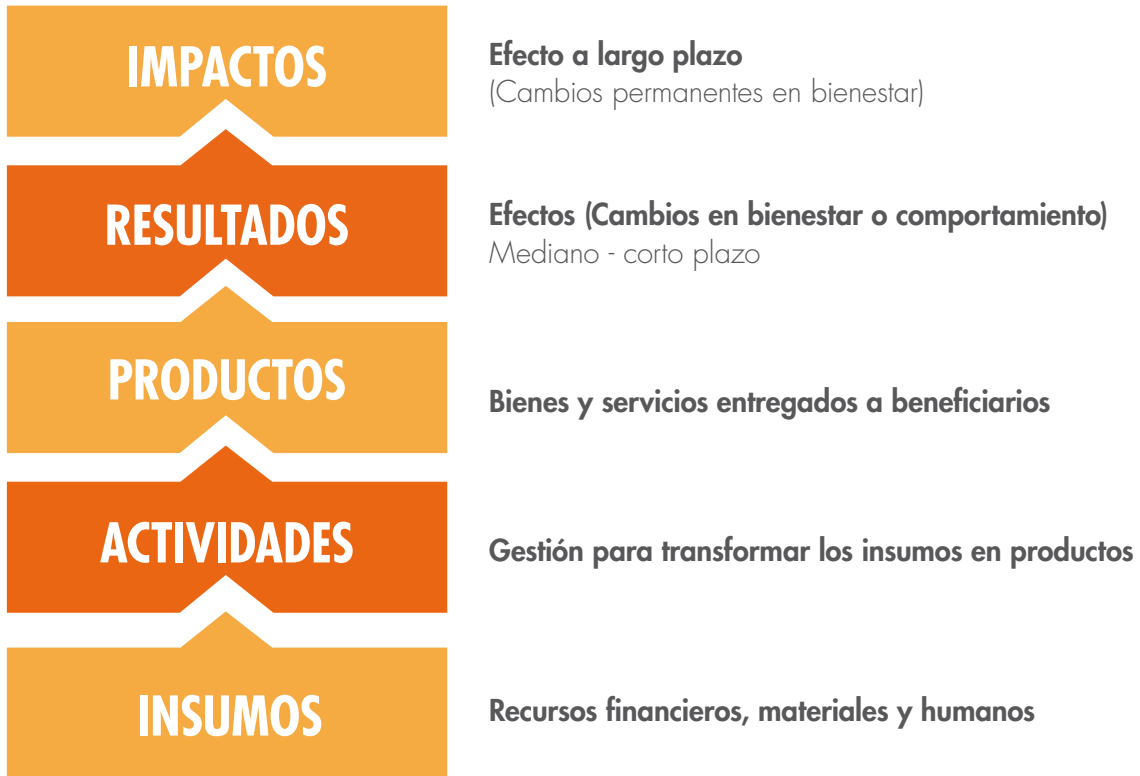 IMPACTOS
Efecto a largo plazo
(Cambios permanentes en bienestar)
RESULTADOS
Efectos (Cambios en bienestar o comportamiento)
Mediano - corto plazo
PRODUCTOS
Bienes y servicios entregados a beneficiarios
ACTIVIDADES
Gestión para transformar los insumos en productos
INSUMOS
Recursos financieros, materiales y humanos